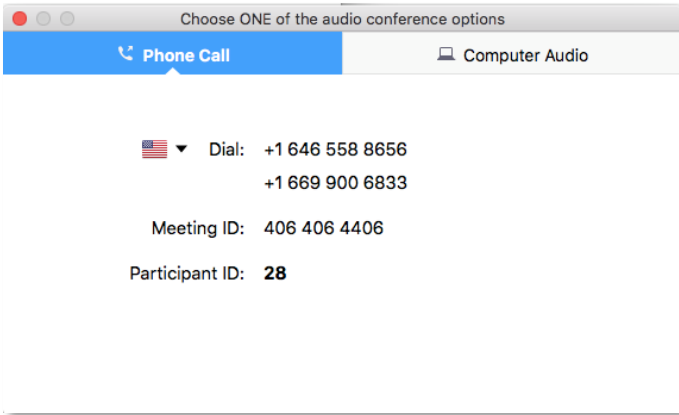 Choose ONE of the audio conference options
Phone Call Computer Audio
Dial: +1 646 558 8656
+1 669 900 6833
Meeting ID: 406 406 4406
Participant ID: 28